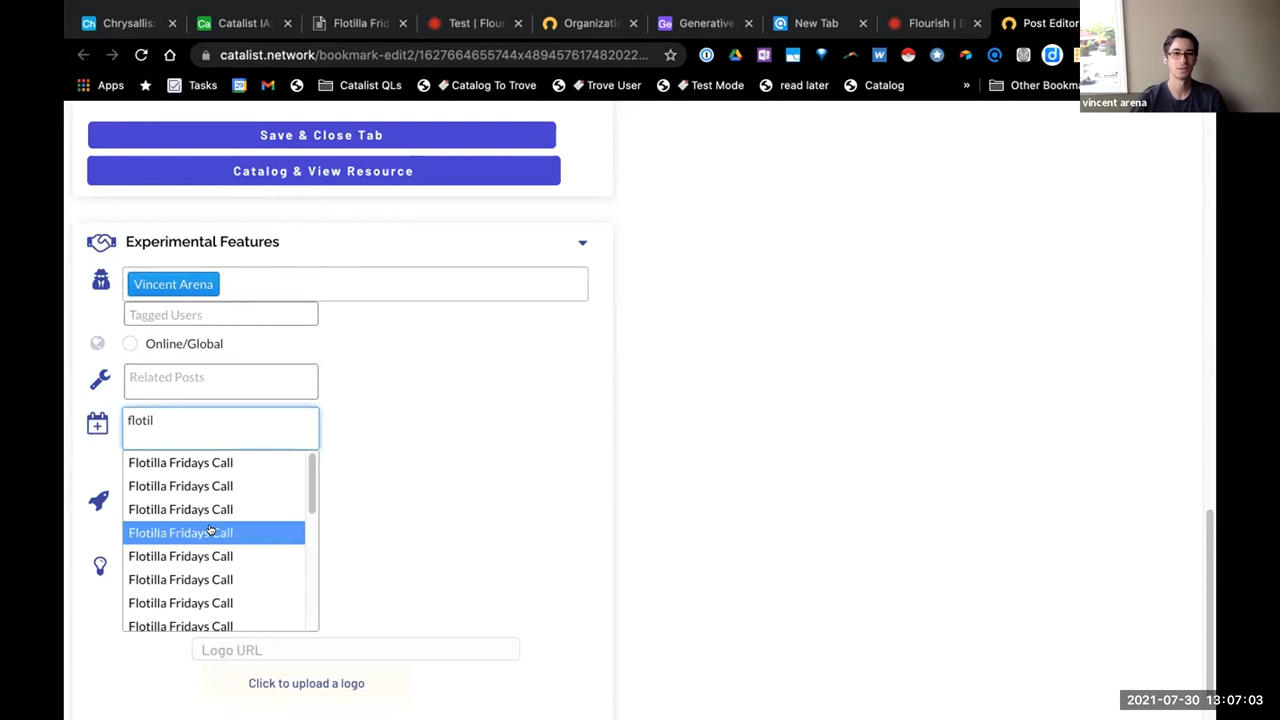 Chrysallis:
Catalist IA:
Flotilla Frid
Test | Flour
Organizatio
Ge Generative
New Tab
Flourish | D
Post Editor
catalist.network/bookmark-edit2/
Apps
Tasks
Catalist
Catalog To Trove
Trove User
Test Mode
read later
Catalog
»
Other Bookm
vincent arena
Save & Close Tab
Catalog & View Resource
Experimental Features
Vincent Arena
Tagged Users
Online/Global
Related Posts
flotil
Flotilla Fridays Call
Flotilla Fridays Call
Flotilla Fridays Call
Flotilla Fridays Call
Flotilla Fridays Call
Flotilla Fridays Call
Flotilla Fridays Call
Flotilla Fridays Call
Logo URL
Click to upload a logo
2021-07-30 13:07:03